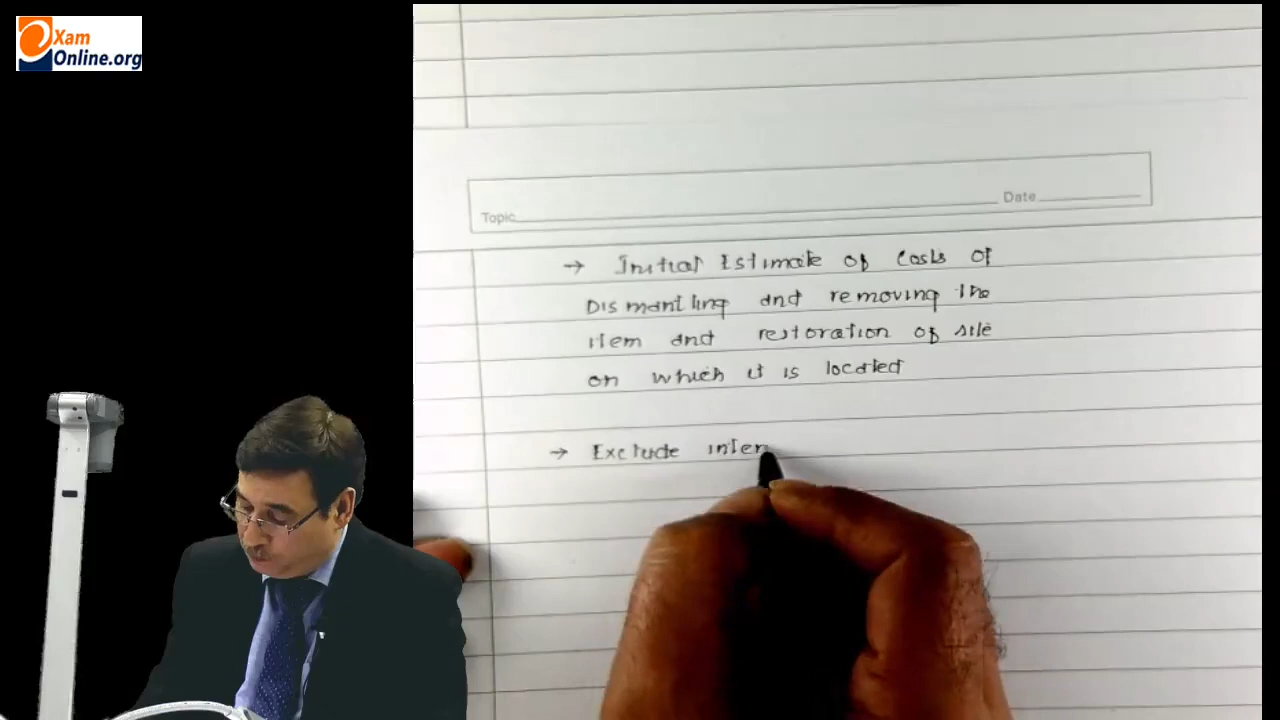 Xam
Online.org
Topic
Date
→ Initial Estimate of Costs of
Dismantling and removing the
item and restoration of site
on which it is located
→ Exclude inter